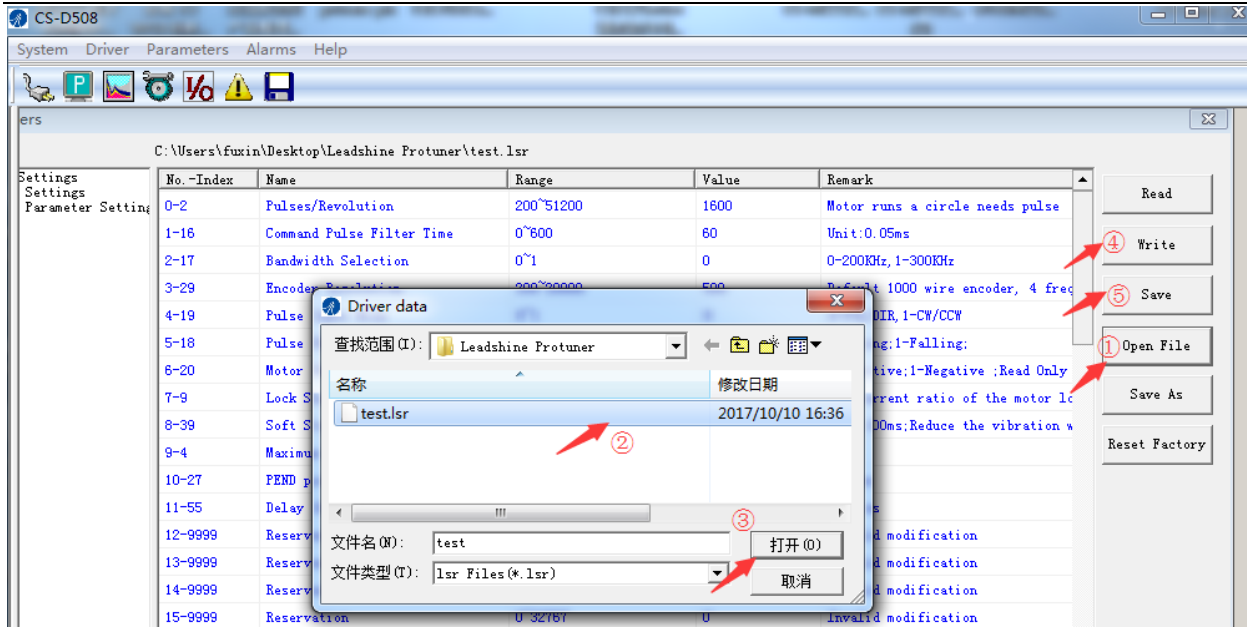 CS-D508
System Driver Parameters Alarms Help
ers
C:\Users\fuxin\Desktop\Leadshine Protuner\test.lsr
Settings
Settings
Parameter Setting
No.-Index Name Range Value Remark
0-2 Pulses/Revolution 200~51200 1600 Motor runs a circle needs pulse
1-16 Command Pulse Filter Time 0~600 60 Unit:0.05ms
2-17 Bandwidth Selection 0~1 0 0-200KHz,1-300KHz
3-29 Encoder 1000 wire encoder, 4 freq
4-19 Pulse DIR,1-CW/CCW
5-18 Pulse ng;1-Falling;
6-20 Motor tive;1-Negative ;Read Only
7-9 Lock S rrent ratio of the motor lo
8-39 Soft S 00ms;Reduce the vibration w
9-4 Maximu
10-27 PEND p
11-55 Delay s
12-9999 Reserv d modification
13-9999 Reserv d modification
14-9999 Reserv d modification
15-9999 Reservation 0 32767 0 Invalid modification
Read
④ Write
⑤ Save
① Open File
Save As
Reset Factory
Driver data
查找范围(I): Leadshine Protuner
名称 修改日期
test.lsr 2017/10/10 16:36
②
③
文件名(N): test 打开(O)
文件类型(T): lsr Files(*.lsr) 取消